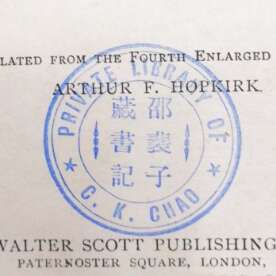 LATED FROM THE FOURTH ENLARGED
ARTHUR F. HOPKIRK
PRIVATE LIBRARY OF
邵裴子
藏書記
C. K. CHAO
WALTER SCOTT PUBLISHING
PATERNOSTER SQUARE, LONDON,